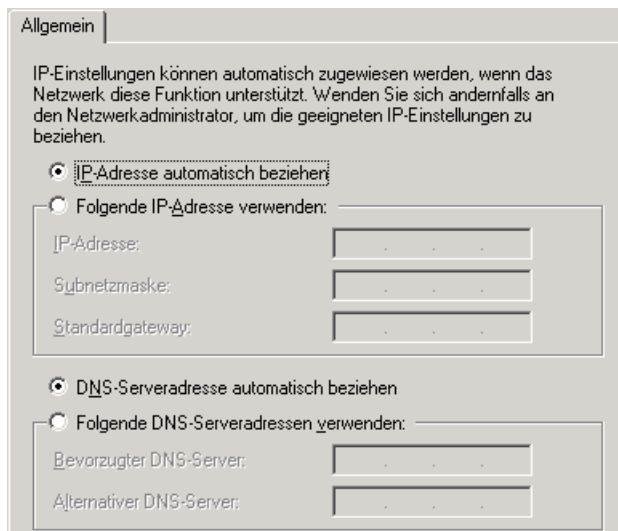 Allgemein
IP-Einstellungen können automatisch zugewiesen werden, wenn das
Netzwerk diese Funktion unterstützt. Wenden Sie sich andernfalls an
den Netzwerkadministrator, um die geeigneten IP-Einstellungen zu
beziehen.
IP-Adresse automatisch beziehen
Folgende IP-Adresse verwenden:
IP-Adresse:
Subnetzmaske:
Standardgateway:
DNS-Serveradresse automatisch beziehen
Folgende DNS-Serveradressen verwenden:
Bevorzugter DNS-Server:
Alternativer DNS-Server: